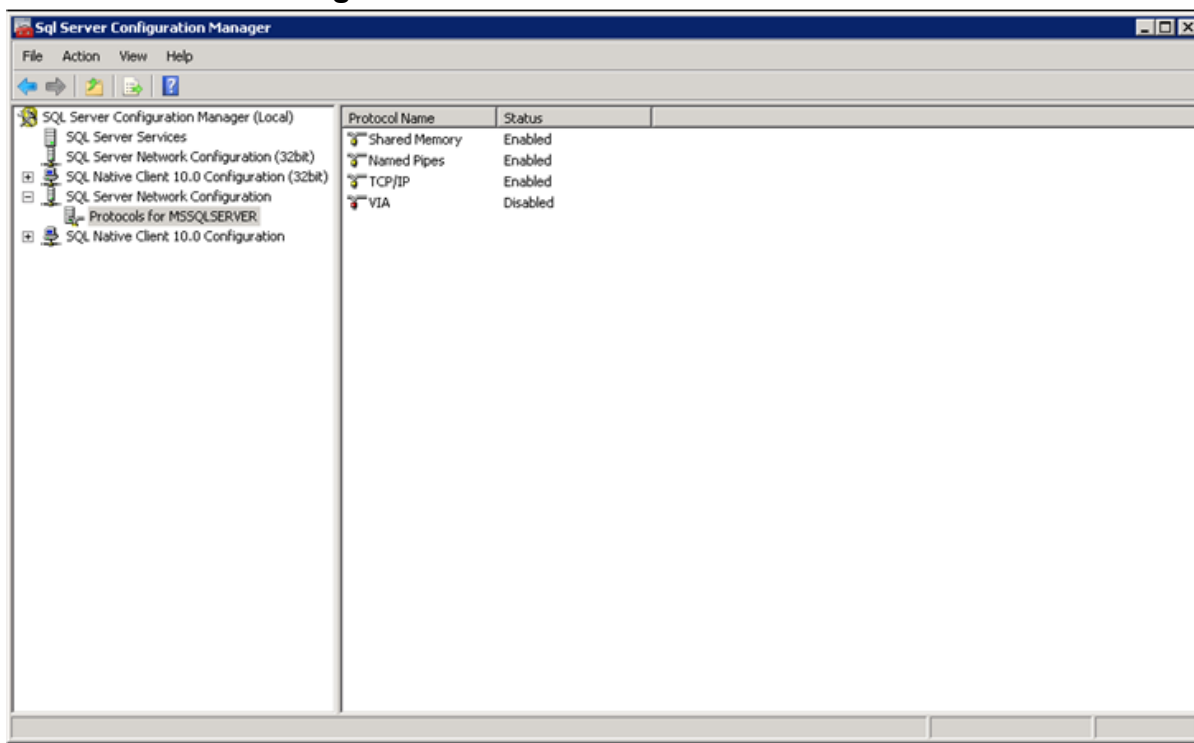 Sql Server Configuration Manager
File Action View Help
SQL Server Configuration Manager (Local)
SQL Server Services
SQL Server Network Configuration (32bit)
SQL Native Client 10.0 Configuration (32bit)
SQL Server Network Configuration
Protocols for MSSQLSERVER
SQL Native Client 10.0 Configuration
Protocol Name Status
Shared Memory Enabled
Named Pipes Enabled
TCP/IP Enabled
VIA Disabled